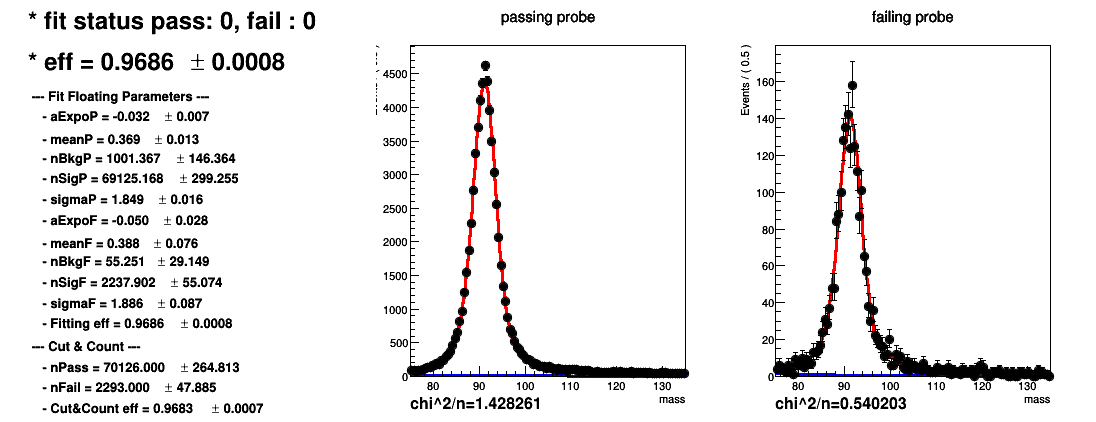 * fit status pass: 0, fail : 0
* eff = 0.9686 ± 0.0008
--- Fit Floating Parameters ---
- aExpoP = -0.032 ± 0.007
- meanP = 0.369 ± 0.013
- nBkgP = 1001.367 ± 146.364
- nSigP = 69125.168 ± 299.255
- sigmaP = 1.849 ± 0.016
- aExpoF = -0.050 ± 0.028
- meanF = 0.388 ± 0.076
- nBkgF = 55.251 ± 29.149
- nSigF = 2237.902 ± 55.074
- sigmaF = 1.886 ± 0.087
- Fitting eff = 0.9686 ± 0.0008
--- Cut & Count ---
- nPass = 70126.000 ± 264.813
- nFail = 2293.000 ± 47.885
- Cut&Count eff = 0.9683 ± 0.0007
passing probe
4500
4000
3500
3000
2500
2000
1500
1000
500
0
80 90 100 110 120 130
mass
chi^2/n=1.428261
failing probe
Events / ( 0.5 )
160
140
120
100
80
60
40
20
0
80 90 100 110 120 130
mass
chi^2/n=0.540203